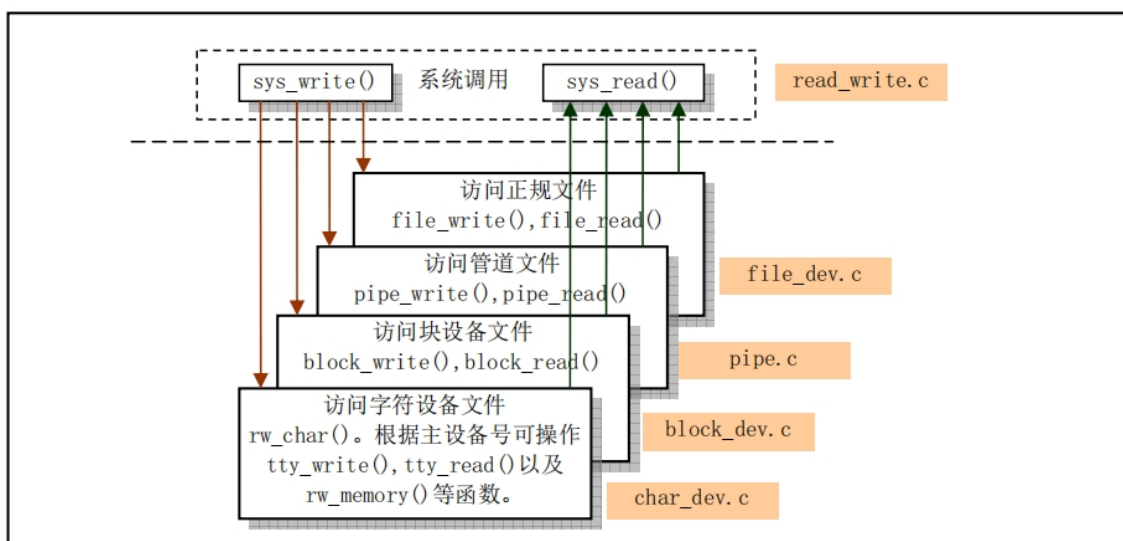 sys_write()
系统调用
sys_read()
read_write.c
访问正规文件
file_write(),file_read()
访问管道文件
file_dev.c
pipe_write(),pipe_read()
访问块设备文件
pipe.c
block_write(),block_read()
访问字符设备文件
rw_char()。根据主设备号可操作
block_dev.c
tty_write(),tty_read()以及
rw_memory()等函数。
char_dev.c